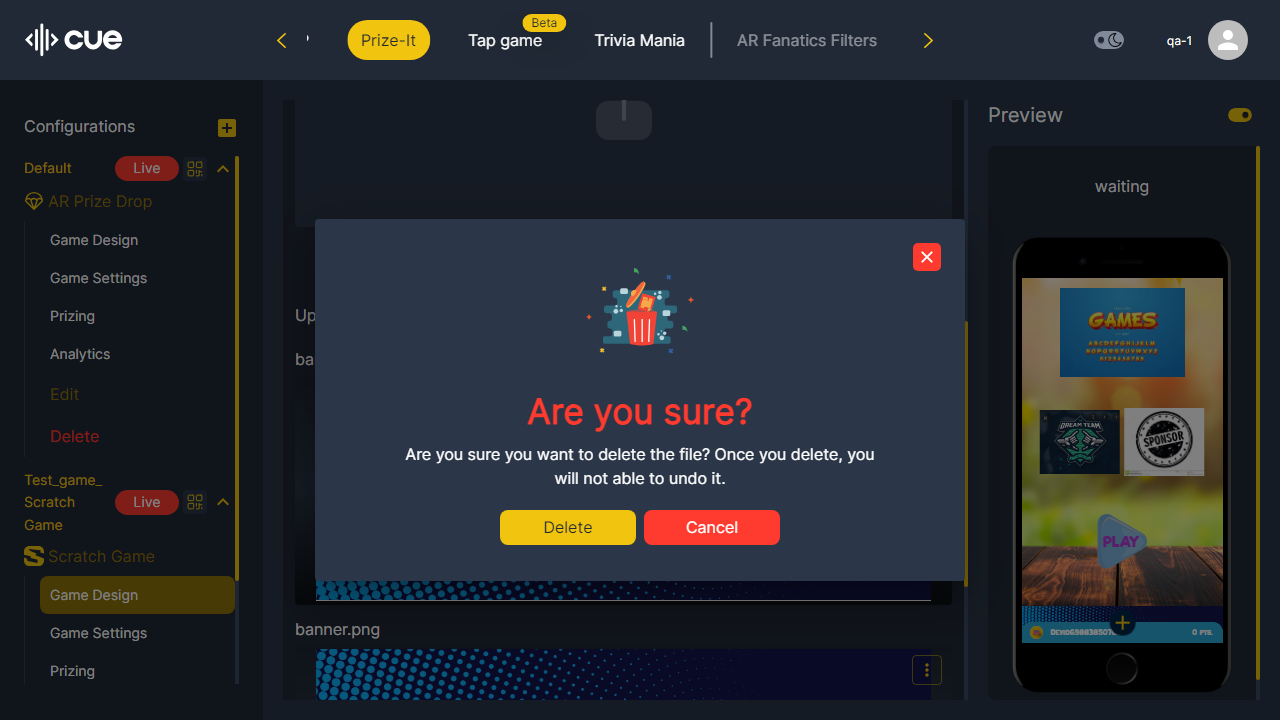 cue
Prize-It
Beta
Tap game
Trivia Mania
AR Fanatics Filters
qa-1
Configurations
Default
Live
AR Prize Drop
Game Design
Game Settings
Prizing
Analytics
Edit
Delete
Test_game_
Scratch
Game
Live
Scratch Game
Game Design
Game Settings
Prizing
Up
ba
Are you sure?
Are you sure you want to delete the file? Once you delete, you
will not able to undo it.
Delete
Cancel
banner.png
Preview
waiting
GAMES
ABCDEFGHIJKLM
NOPQRSTUVWXYZ
DREAM TEAM
SPONSOR
PLAY
0 PTS.